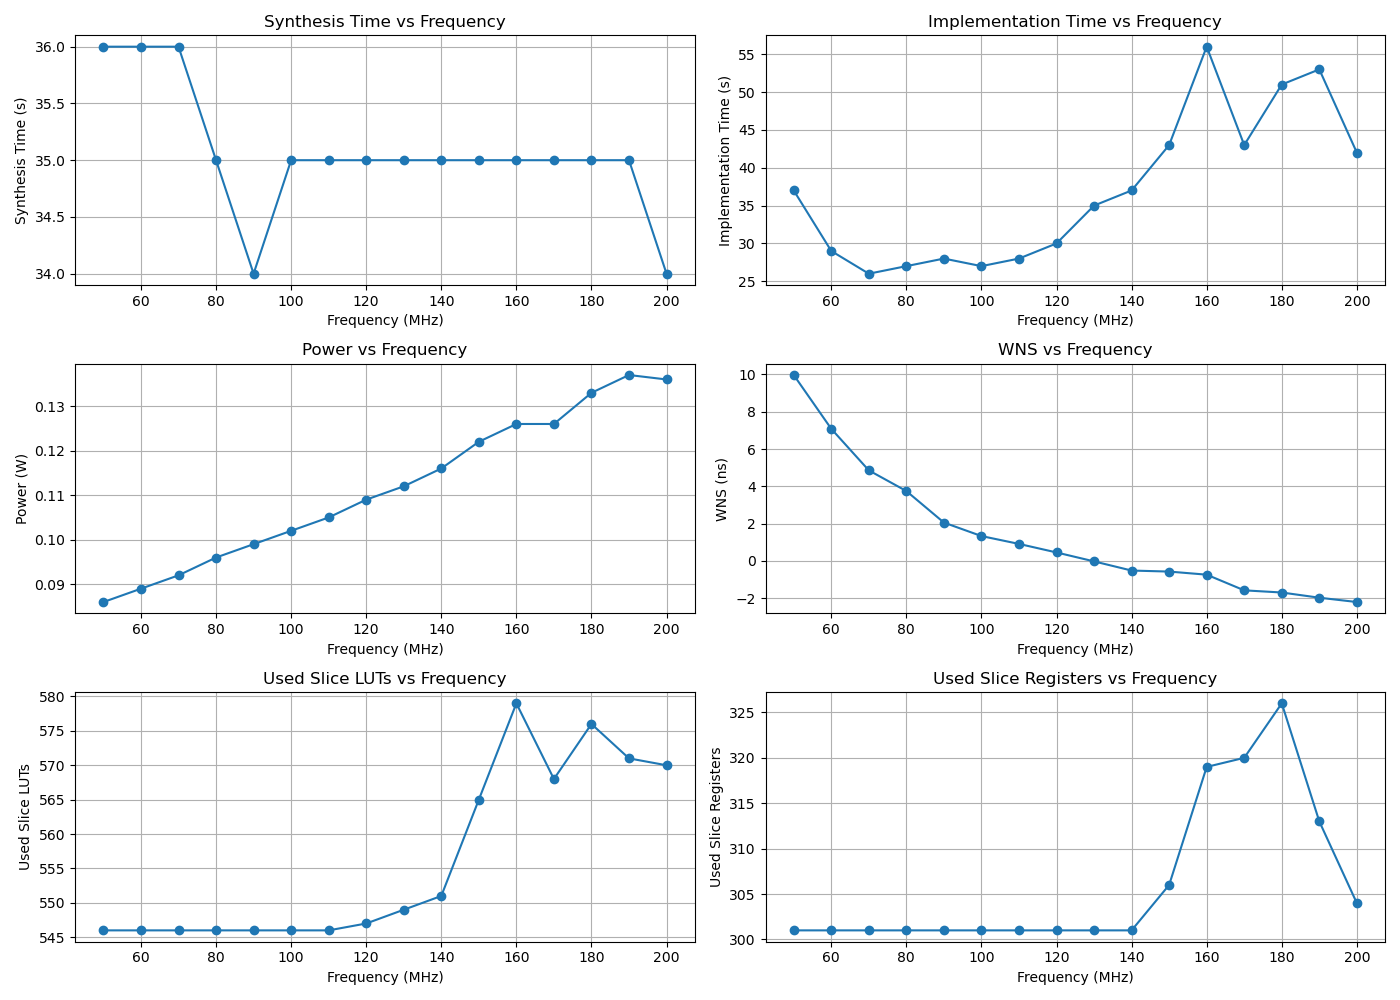 Synthesis Time vs Frequency
Synthesis Time (s)
36.0
35.5
35.0
34.5
34.0
60 80 100 120 140 160 180 200
Frequency (MHz)
Implementation Time vs Frequency
Implementation Time (s)
55
50
45
40
35
30
25
60 80 100 120 140 160 180 200
Frequency (MHz)
Power vs Frequency
Power (W)
0.13
0.12
0.11
0.10
0.09
60 80 100 120 140 160 180 200
Frequency (MHz)
WNS vs Frequency
WNS (ns)
10
8
6
4
2
0
−2
60 80 100 120 140 160 180 200
Frequency (MHz)
Used Slice LUTs vs Frequency
Used Slice LUTs
580
575
570
565
560
555
550
545
60 80 100 120 140 160 180 200
Frequency (MHz)
Used Slice Registers vs Frequency
Used Slice Registers
325
320
315
310
305
300
60 80 100 120 140 160 180 200
Frequency (MHz)